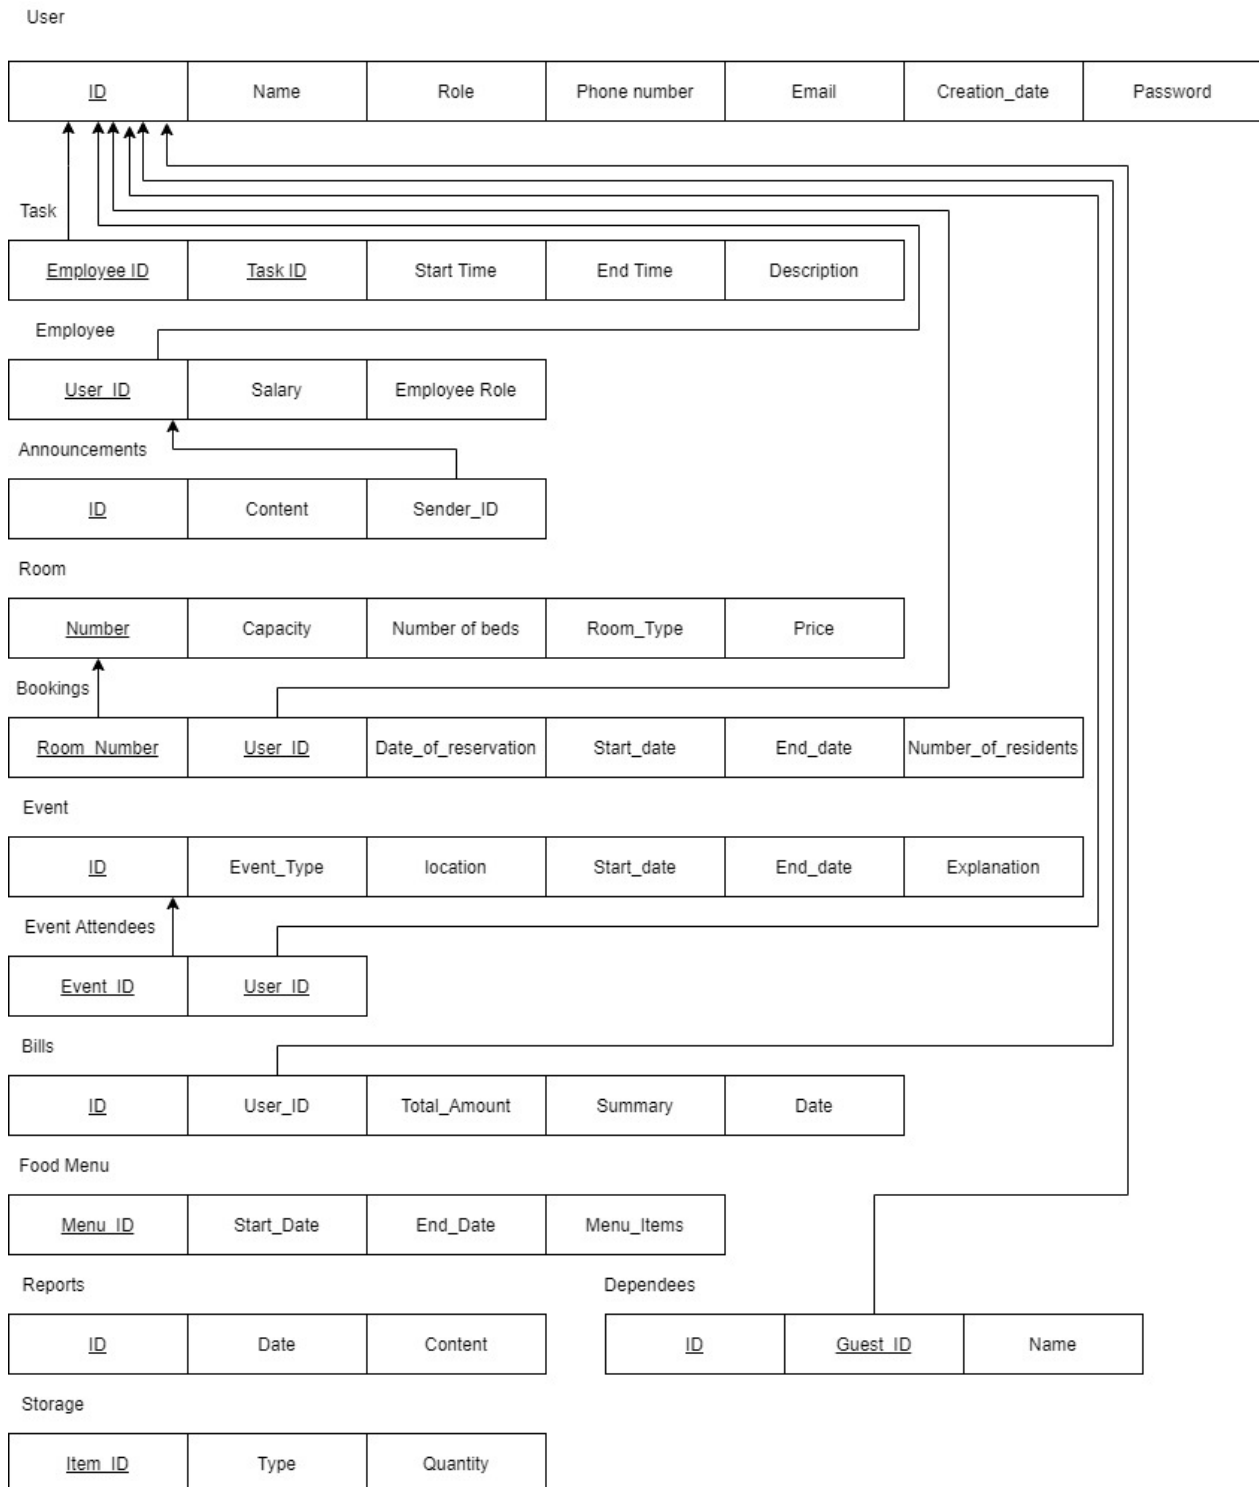 User
ID Name Role Phone number Email Creation_date Password
Task
Employee ID Task ID Start Time End Time Description
Employee
User_ID Salary Employee Role
Announcements
ID Content Sender_ID
Room
Number Capacity Number of beds Room_Type Price
Bookings
Room_Number User_ID Date_of_reservation Start_date End_date Number_of_residents
Event
ID Event_Type location Start_date End_date Explanation
Event Attendees
Event_ID User_ID
Bills
ID User_ID Total_Amount Summary Date
Food Menu
Menu_ID Start_Date End_Date Menu_Items
Reports Dependees
ID Date Content ID Guest_ID Name
Storage
Item_ID Type Quantity